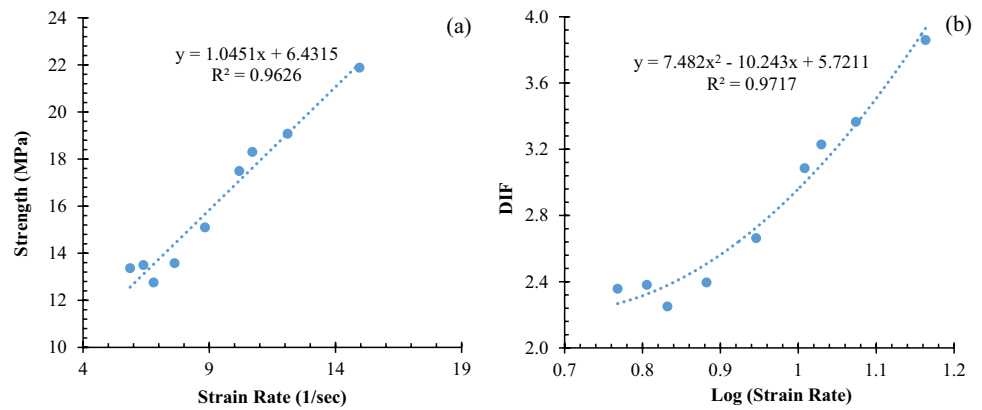 (a)
y = 1.0451x + 6.4315
R² = 0.9626
Strength (MPa)
24
22
20
18
16
14
12
10
4
9
14
19
Strain Rate (1/sec)
(b)
y = 7.482x² - 10.243x + 5.7211
R² = 0.9717
DIF
4.0
3.6
3.2
2.8
2.4
2.0
0.7
0.8
0.9
1
1.1
1.2
Log (Strain Rate)